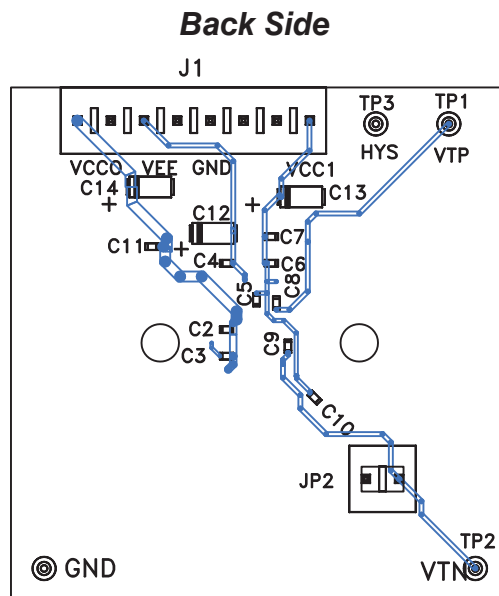 Back Side
J1
TP3 TP1
HYS VTP
VCCO VEE GND VCC1
C14 C13
+ +
C12
C7
C11 +
C4 C6
C5 C8
C2
C9
C3
C10
JP2
TP2
GND VTN